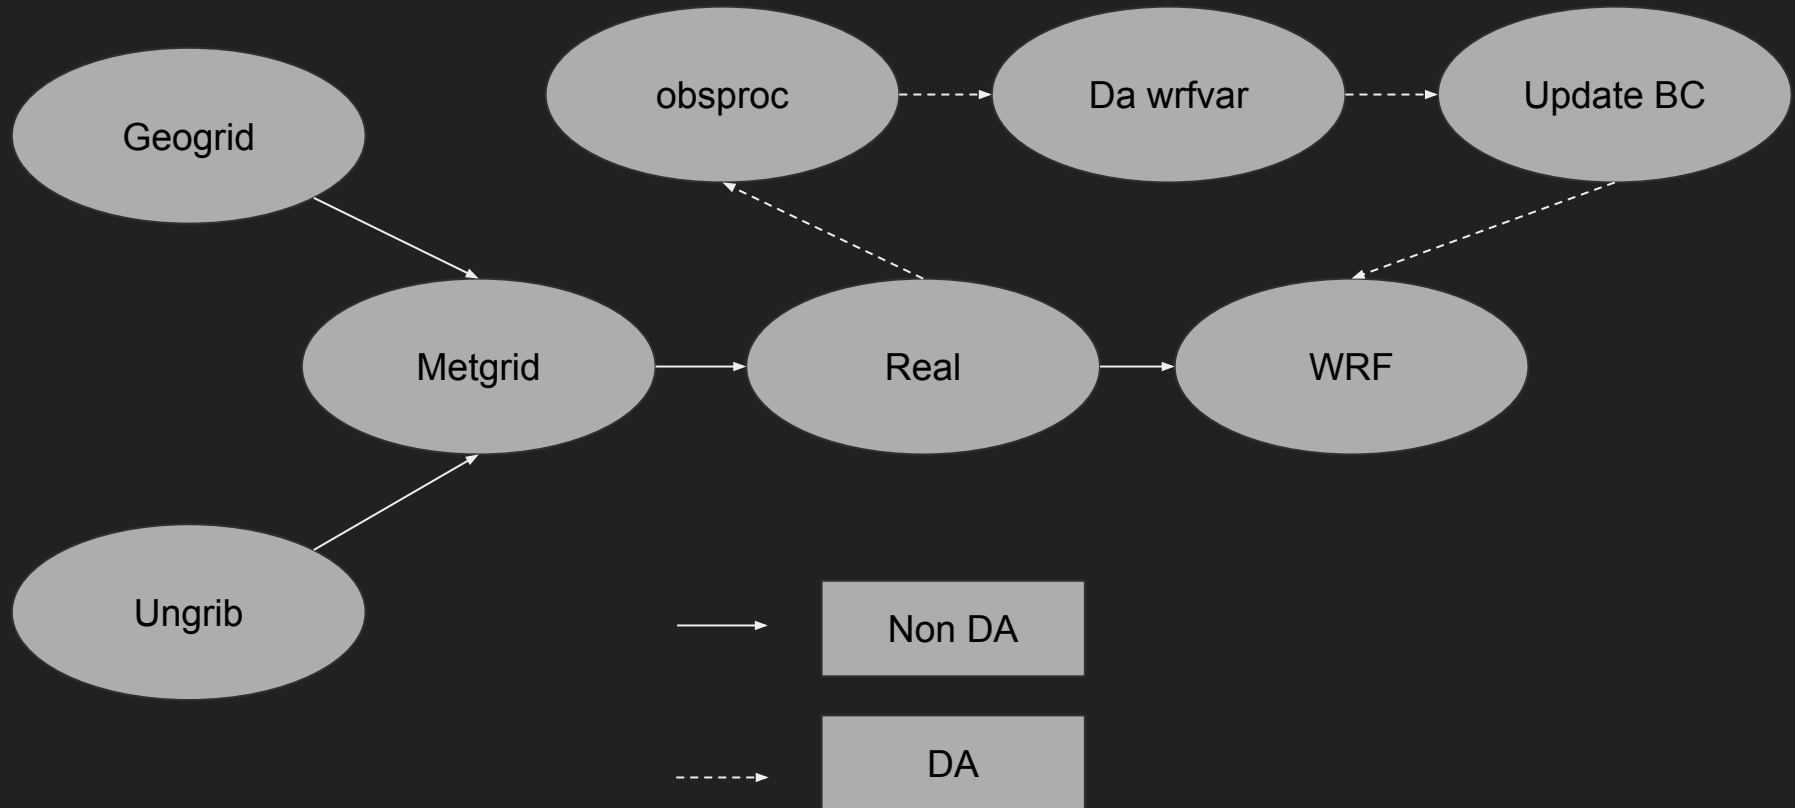 obsproc
Da wrfvar
Update BC
Geogrid
Metgrid
Real
WRF
Ungrib
Non DA
DA